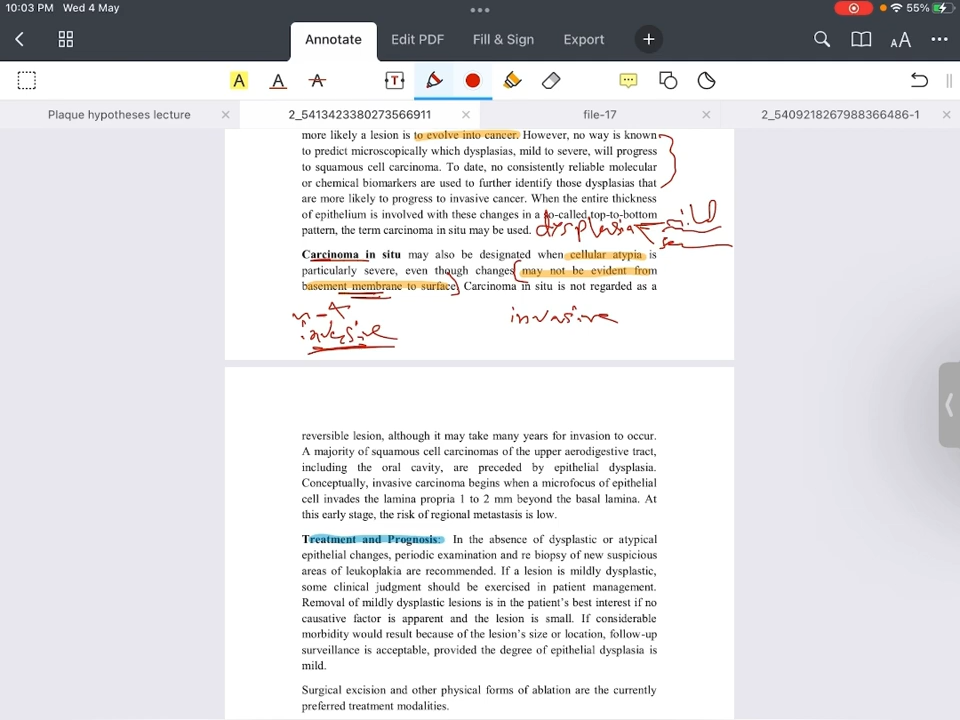 10:03 PM Wed 4 May
55%
Annotate Edit PDF Fill & Sign Export
AA
A A A T
Plaque hypotheses lecture
2_5413423380273566911
file-17
2_5409218267988366486-1
more likely a lesion is to evolve into cancer. However, no way is known
to predict microscopically which dysplasias, mild to severe, will progress
to squamous cell carcinoma. To date, no consistently reliable molecular
or chemical biomarkers are used to further identify those dysplasias that
are more likely to progress to invasive cancer. When the entire thickness
of epithelium is involved with these changes in a so-called top-to-bottom
pattern, the term carcinoma in situ may be used.
dysplasia
mild
Carcinoma in situ may also be designated when cellular atypia is
particularly severe, even though changes may not be evident from
basement membrane to surface. Carcinoma in situ is not regarded as a
invasive
invasive
reversible lesion, although it may take many years for invasion to occur.
A majority of squamous cell carcinomas of the upper aerodigestive tract,
including the oral cavity, are preceded by epithelial dysplasia.
Conceptually, invasive carcinoma begins when a microfocus of epithelial
cell invades the lamina propria 1 to 2 mm beyond the basal lamina. At
this early stage, the risk of regional metastasis is low.
Treatment and Prognosis: In the absence of dysplastic or atypical
epithelial changes, periodic examination and re biopsy of new suspicious
areas of leukoplakia are recommended. If a lesion is mildly dysplastic,
some clinical judgment should be exercised in patient management.
Removal of mildly dysplastic lesions is in the patient's best interest if no
causative factor is apparent and the lesion is small. If considerable
morbidity would result because of the lesion's size or location, follow-up
surveillance is acceptable, provided the degree of epithelial dysplasia is
mild.
Surgical excision and other physical forms of ablation are the currently
preferred treatment modalities.